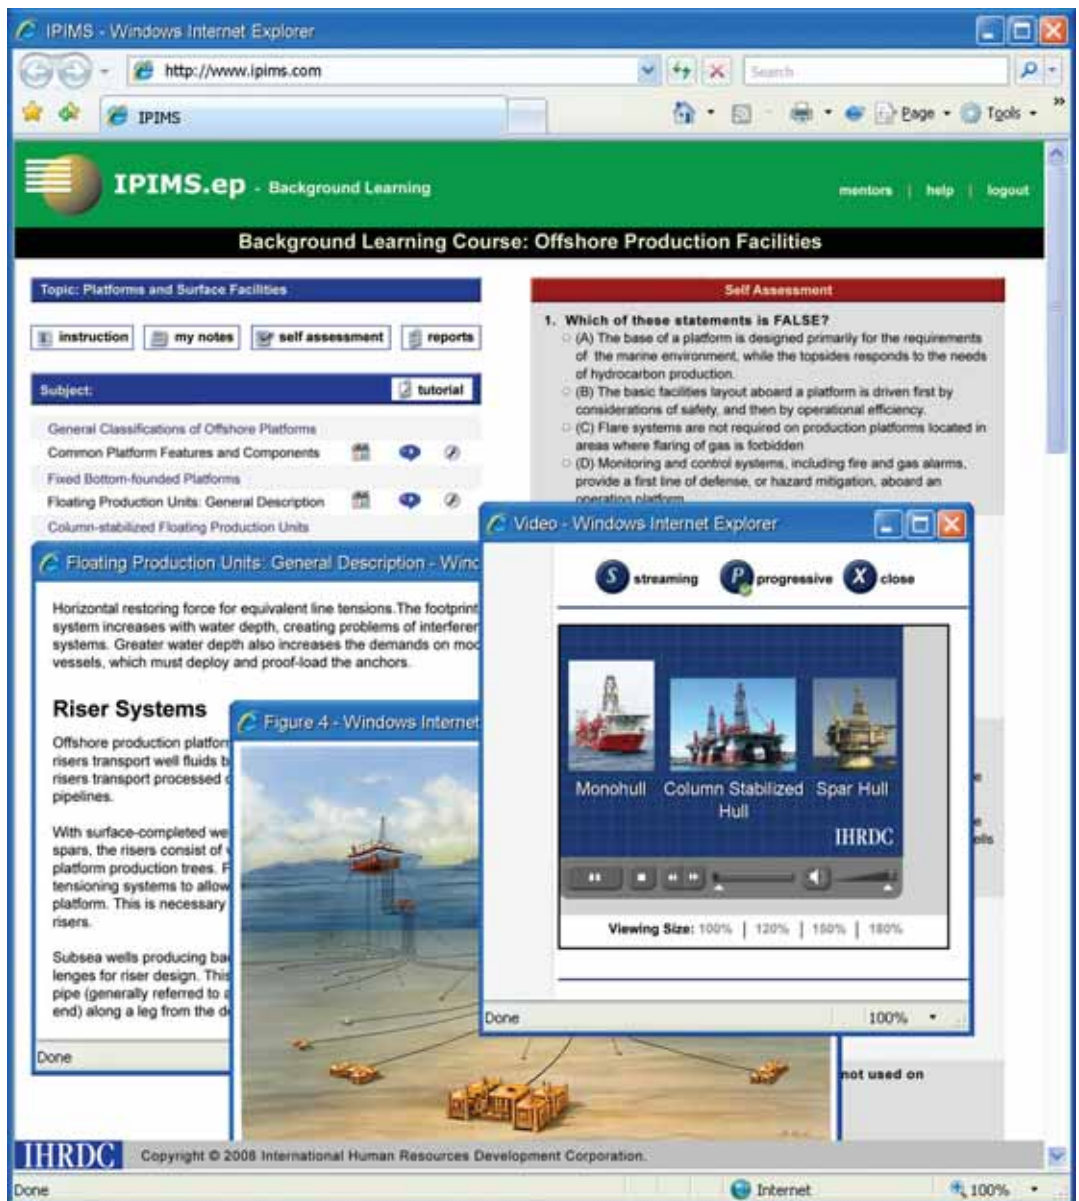 IPIMS - Windows Internet Explorer
http://www.ipims.com
Search
IPIMS
Page
Tools
IPIMS.ep - Background Learning
mentors | help | logout
Background Learning Course: Offshore Production Facilities
Topic: Platforms and Surface Facilities
instruction
my notes
self assessment
reports
Subject:
tutorial
General Classifications of Offshore Platforms
Common Platform Features and Components
Fixed Bottom-founded Platforms
Floating Production Units: General Description
Column-stabilized Floating Production Units
Self Assessment
1. Which of these statements is FALSE?
(A) The base of a platform is designed primarily for the requirements
of the marine environment, while the topsides responds to the needs
of hydrocarbon production.
(B) The basic facilities layout aboard a platform is driven first by
considerations of safety, and then by operational efficiency.
(C) Flare systems are not required on production platforms located in
areas where flaring of gas is forbidden
(D) Monitoring and control systems, including fire and gas alarms,
provide a first line of defense, or hazard mitigation, aboard an
operating platform
Floating Production Units: General Description - Winc
Horizontal restoring force for equivalent line tensions.The footprint
system increases with water depth, creating problems of interferer
systems. Greater water depth also increases the demands on moo
vessels, which must deploy and proof-load the anchors.
Riser Systems
Offshore production platforn
risers transport well fluids b
risers transport processed
pipelines.
With surface-completed we
spars, the risers consist of
platform production trees. F
tensioning systems to allow
platform. This is necessary
risers.
Subsea wells producing ba
lenges for riser design. This
pipe (generally referred to a
end) along a leg from the d
Done
Figure 4 - Windows Internet
Video - Windows Internet Explorer
S streaming
P progressive
X close
Monohull
Column Stabilized
Hull
Spar Hull
IHRDC
Viewing Size: 100% | 120% | 150% | 180%
Done
100%
not used on
IHRDC
Copyright © 2008 International Human Resources Development Corporation.
Done
Internet
100%